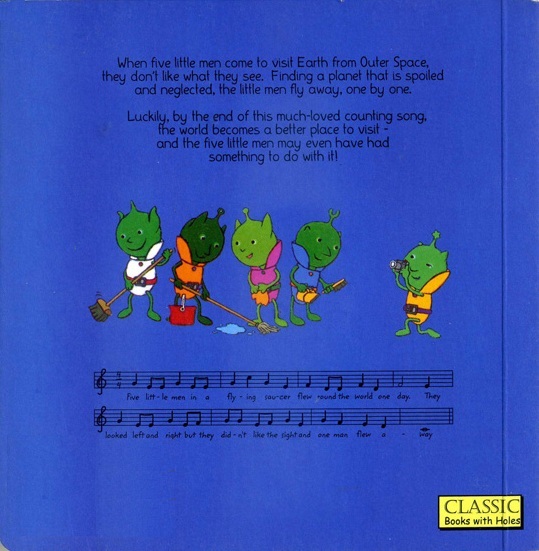 When five little men come to visit Earth from Outer Space,
they don't like what they see. Finding a planet that is spoiled
and neglected, the little men fly away, one by one.
Luckily, by the end of this much-loved counting song,
the world becomes a better place to visit -
and the five little men may even have had
something to do with it!
Five litt-le men in a fly-ing sau-cer flew round the world one day. They
looked left and right but they did-n't like the sight and one man flew a-way
CLASSIC
Books with Holes